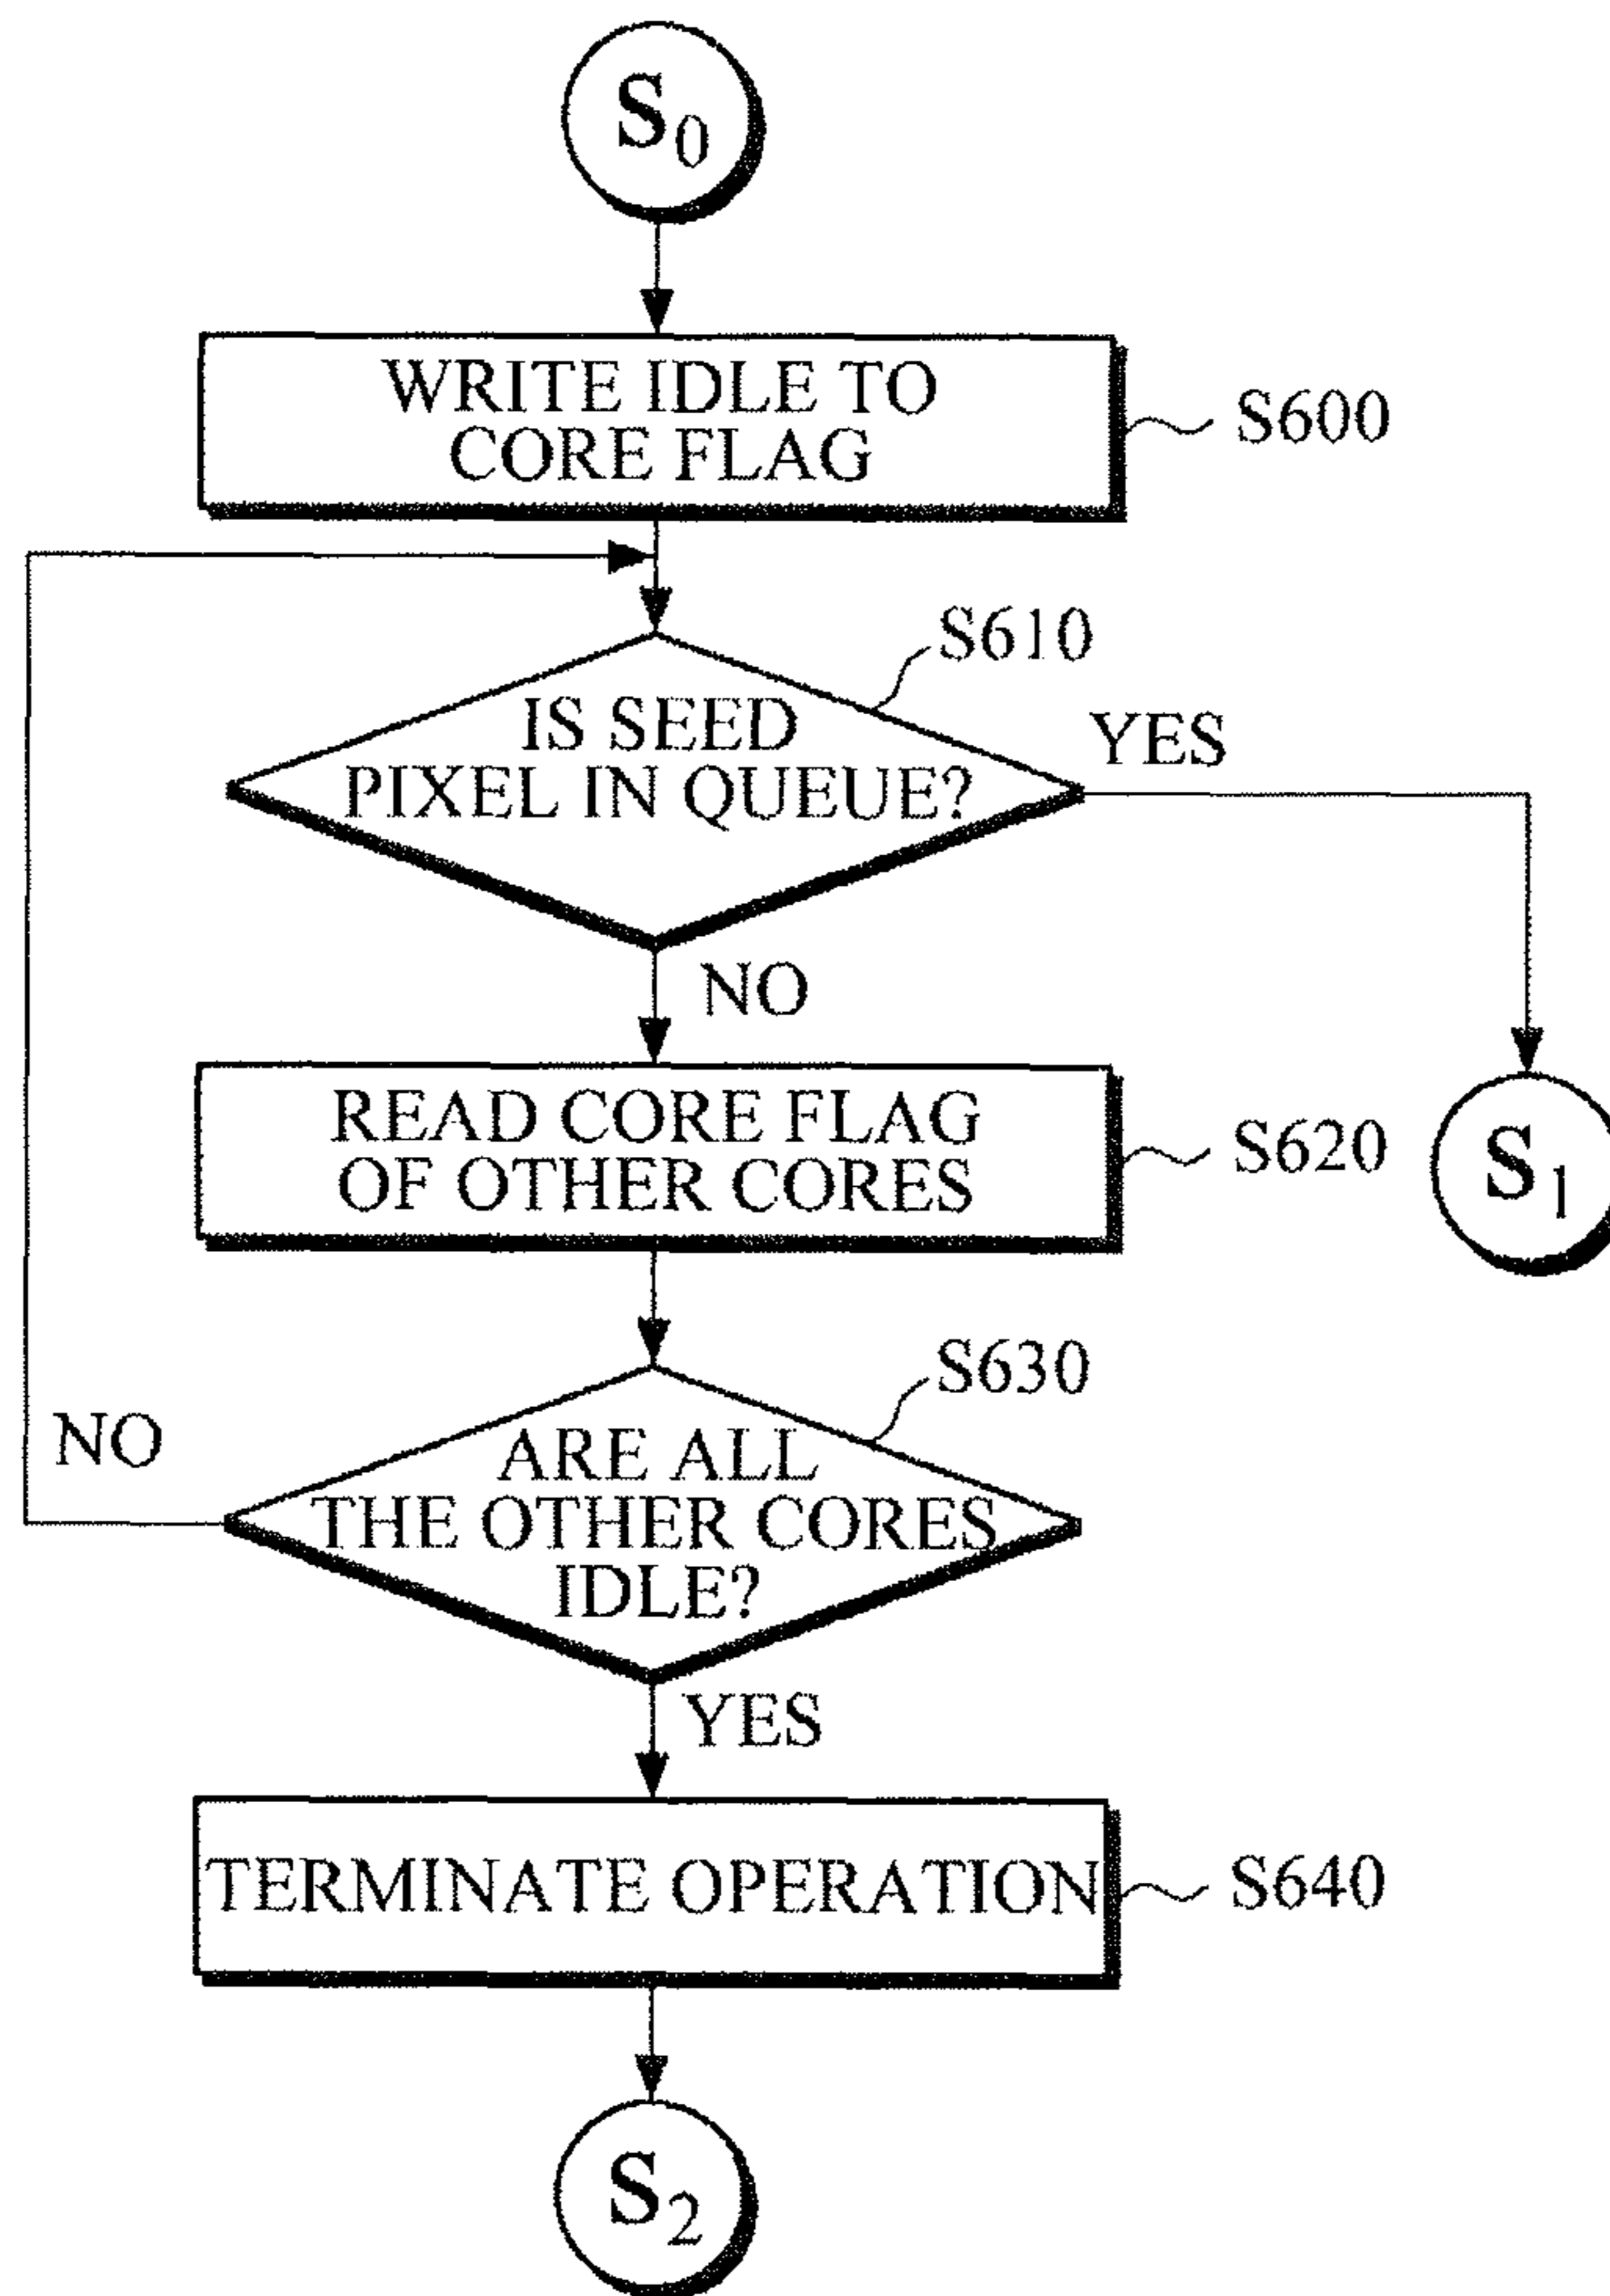 S0
WRITE IDLE TO
CORE FLAG
S600
S610
IS SEED
PIXEL IN QUEUE?
YES
NO
READ CORE FLAG
OF OTHER CORES
S620
S1
S630
NO
ARE ALL
THE OTHER CORES
IDLE?
YES
TERMINATE OPERATION
S640
S2